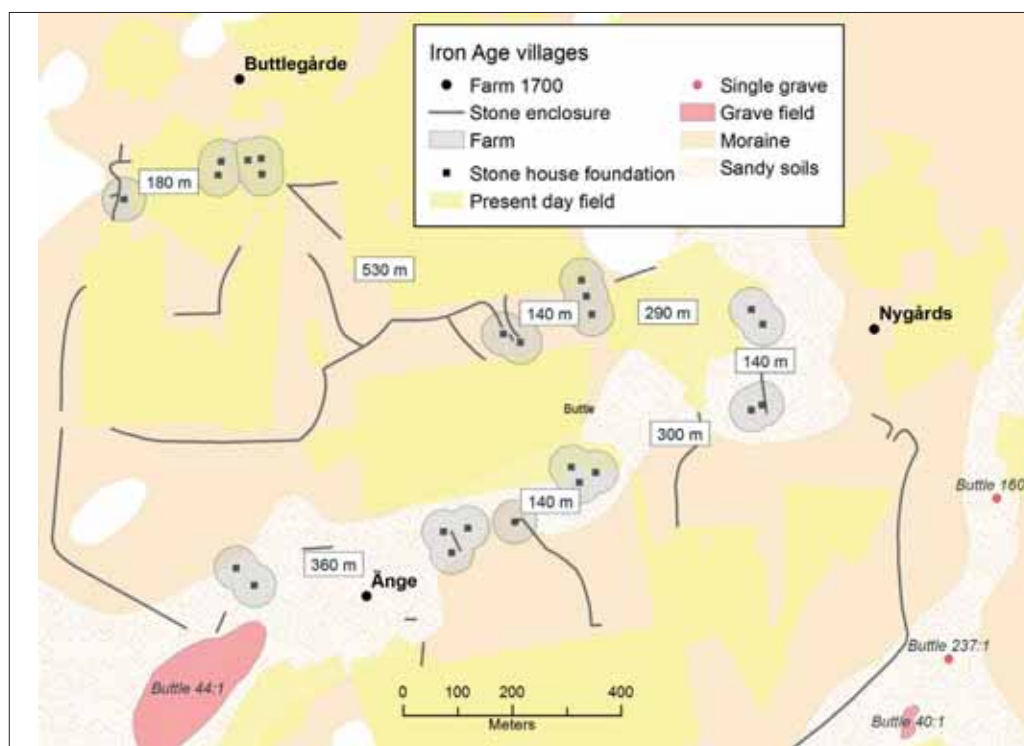 Buttlegårde
Iron Age villages
Farm 1700
Stone enclosure
Farm
Stone house foundation
Present day field
Single grave
Grave field
Moraine
Sandy soils
180 m
530 m
140 m
290 m
Nygårds
140 m
Buttle
300 m
Buttle 160
140 m
360 m
Änge
Buttle 237:1
Buttle 44:1
0 100 200 400
Meters
Buttle 40:1